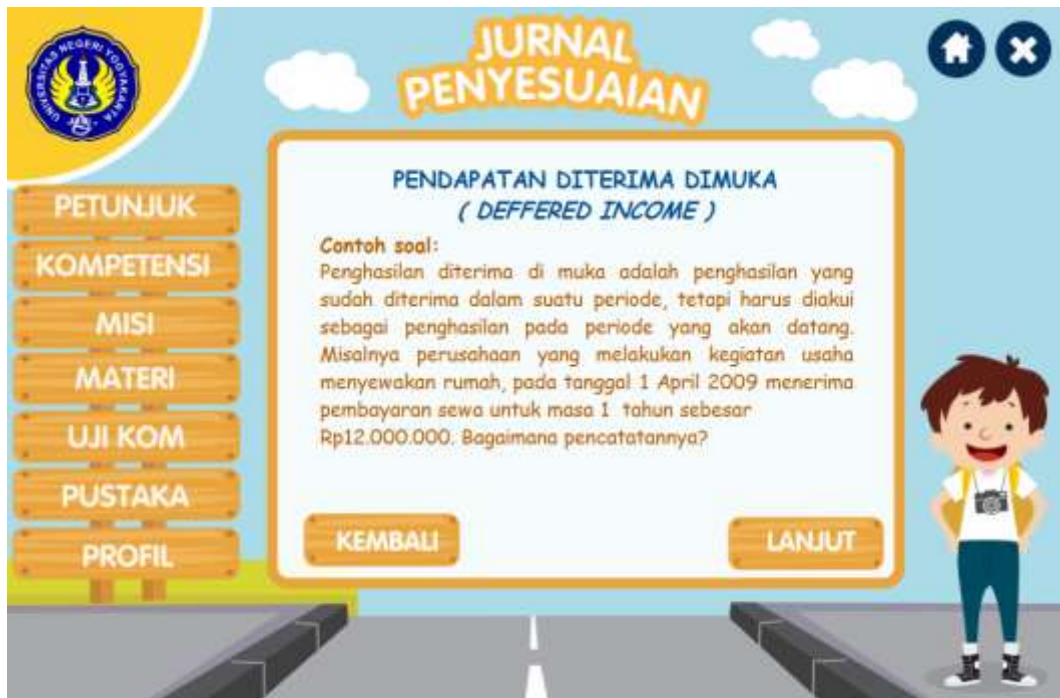 UNIVERSITAS NEGERI YOGYAKARTA
JURNAL
PENYESUAIAN
PETUNJUK
KOMPETENSI
MISI
MATERI
UJI KOM
PUSTAKA
PROFIL
PENDAPATAN DITERIMA DIMUKA
( DEFFERED INCOME )
Contoh soal:
Penghasilan diterima di muka adalah penghasilan yang
sudah diterima dalam suatu periode, tetapi harus diakui
sebagai penghasilan pada periode yang akan datang.
Misalnya perusahaan yang melakukan kegiatan usaha
menyewakan rumah, pada tanggal 1 April 2009 menerima
pembayaran sewa untuk masa 1 tahun sebesar
Rp12.000.000. Bagaimana pencatatannya?
KEMBALI
LANJUT